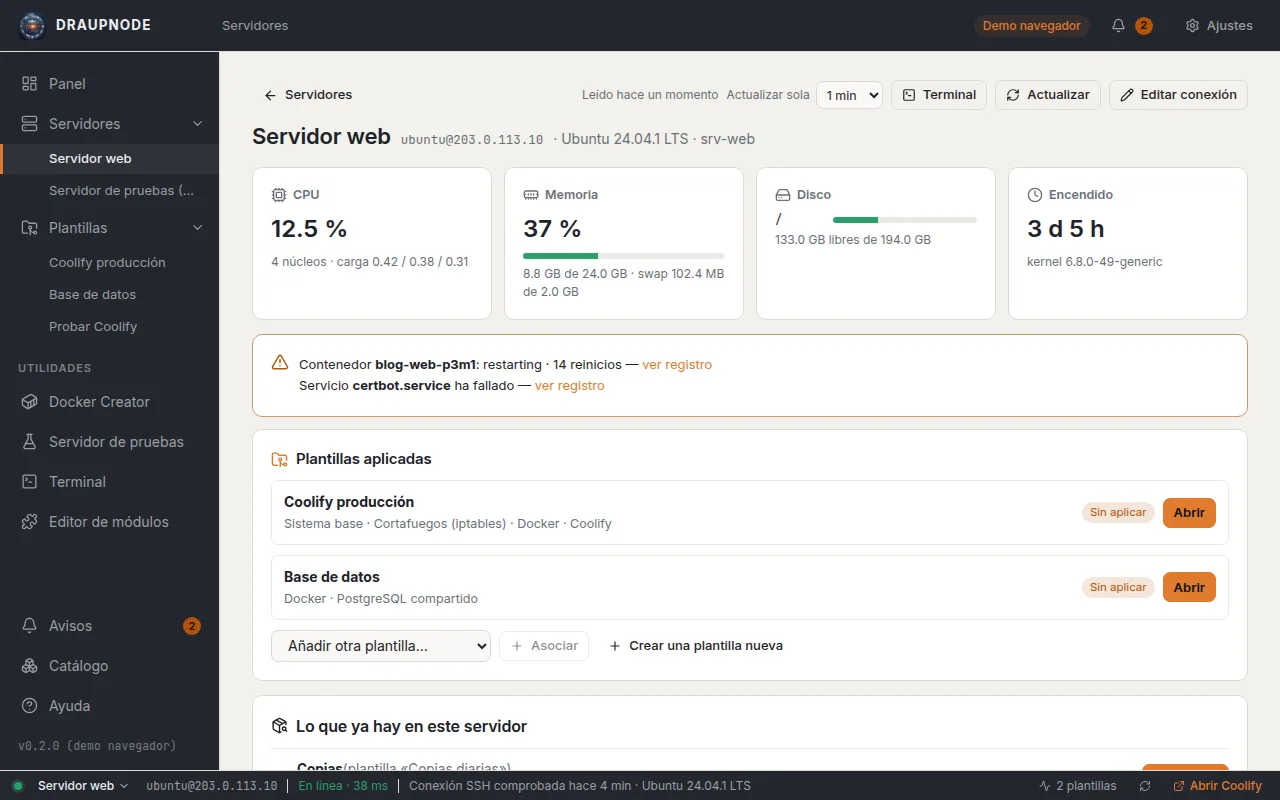 DRAUPNODE
Servidores
Demo navegador
2
Ajustes
Panel
Servidores
Servidor web
Servidor de pruebas (...
Plantillas
Coolify producción
Base de datos
Probar Coolify
UTILIDADES
Docker Creator
Servidor de pruebas
Terminal
Editor de módulos
Avisos
2
Catálogo
Ayuda
v0.2.0 (demo navegador)
Servidores
Leído hace un momento
Actualizar sola
1 min
Terminal
Actualizar
Editar conexión
Servidor web ubuntu@203.0.113.10 · Ubuntu 24.04.1 LTS · srv-web
CPU
12.5 %
4 núcleos · carga 0.42 / 0.38 / 0.31
Memoria
37 %
8.8 GB de 24.0 GB · swap 102.4 MB
de 2.0 GB
Disco
/
133.0 GB libres de 194.0 GB
Encendido
3 d 5 h
kernel 6.8.0-49-generic
Contenedor blog-web-p3m1: restarting · 14 reinicios — ver registro
Servicio certbot.service ha fallado — ver registro
Plantillas aplicadas
Coolify producción
Sistema base · Cortafuegos (iptables) · Docker · Coolify
Sin aplicar
Abrir
Base de datos
Docker · PostgreSQL compartido
Sin aplicar
Abrir
Añadir otra plantilla...
+ Asociar
+ Crear una plantilla nueva
Lo que ya hay en este servidor
Copias (plantilla «Copias diarias»)
Servidor web
ubuntu@203.0.113.10
En línea · 38 ms
Conexión SSH comprobada hace 4 min · Ubuntu 24.04.1 LTS
2 plantillas
Abrir Coolify